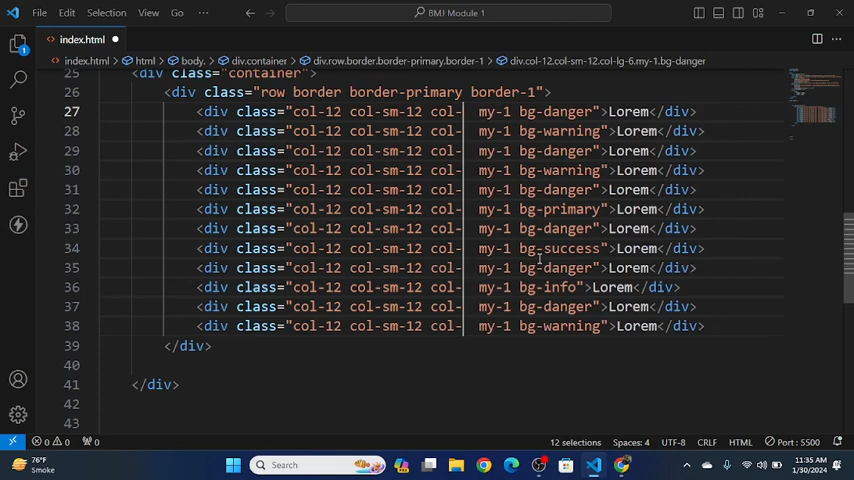 File Edit Selection View Go ··· BMJ Module 1
index.html
index.html > html > body. > div.container > div.row.border.border-primary.border-1 > div.col-12.col-sm-12.col-lg-6.my-1.bg-danger
25 <div class="container">
26 <div class="row border border-primary border-1">
27 <div class="col-12 col-sm-12 col- my-1 bg-danger">Lorem</div>
28 <div class="col-12 col-sm-12 col- my-1 bg-warning">Lorem</div>
29 <div class="col-12 col-sm-12 col- my-1 bg-danger">Lorem</div>
30 <div class="col-12 col-sm-12 col- my-1 bg-warning">Lorem</div>
31 <div class="col-12 col-sm-12 col- my-1 bg-danger">Lorem</div>
32 <div class="col-12 col-sm-12 col- my-1 bg-primary">Lorem</div>
33 <div class="col-12 col-sm-12 col- my-1 bg-danger">Lorem</div>
34 <div class="col-12 col-sm-12 col- my-1 bg-success">Lorem</div>
35 <div class="col-12 col-sm-12 col- my-1 bg-danger">Lorem</div>
36 <div class="col-12 col-sm-12 col- my-1 bg-info">Lorem</div>
37 <div class="col-12 col-sm-12 col- my-1 bg-danger">Lorem</div>
38 <div class="col-12 col-sm-12 col- my-1 bg-warning">Lorem</div>
39 </div>
40
41 </div>
42
43
0 0 0 12 selections Spaces: 4 UTF-8 CRLF HTML Port : 5500
76°F Search 11:35 AM
Smoke 1/30/2024